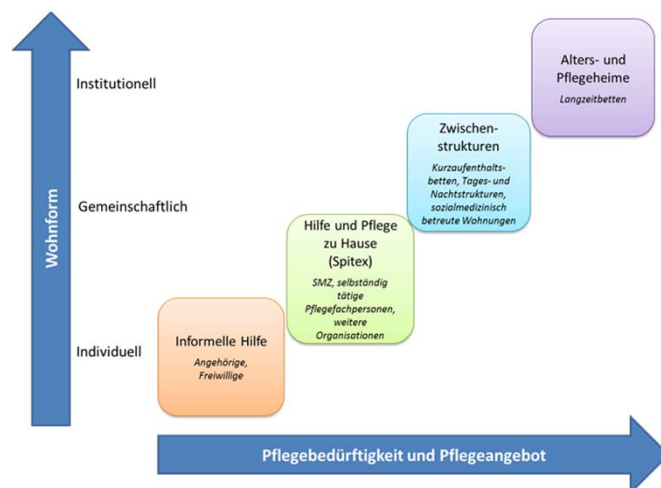 Wohnform
Institutionell
Gemeinschaftlich
Individuell
Alters- und
Pflegeheime
Langzeitbetten
Zwischen-
strukturen
Kurzaufenthalts-
betten, Tages- und
Nachtstrukturen,
sozialmedizinisch
betreute Wohnungen
Hilfe und Pflege
zu Hause
(Spitex)
SMZ, selbständig
tätige
Pflegefachpersonen,
weitere
Organisationen
Informelle Hilfe
Angehörige,
Freiwillige
Pflegebedürftigkeit und Pflegeangebot